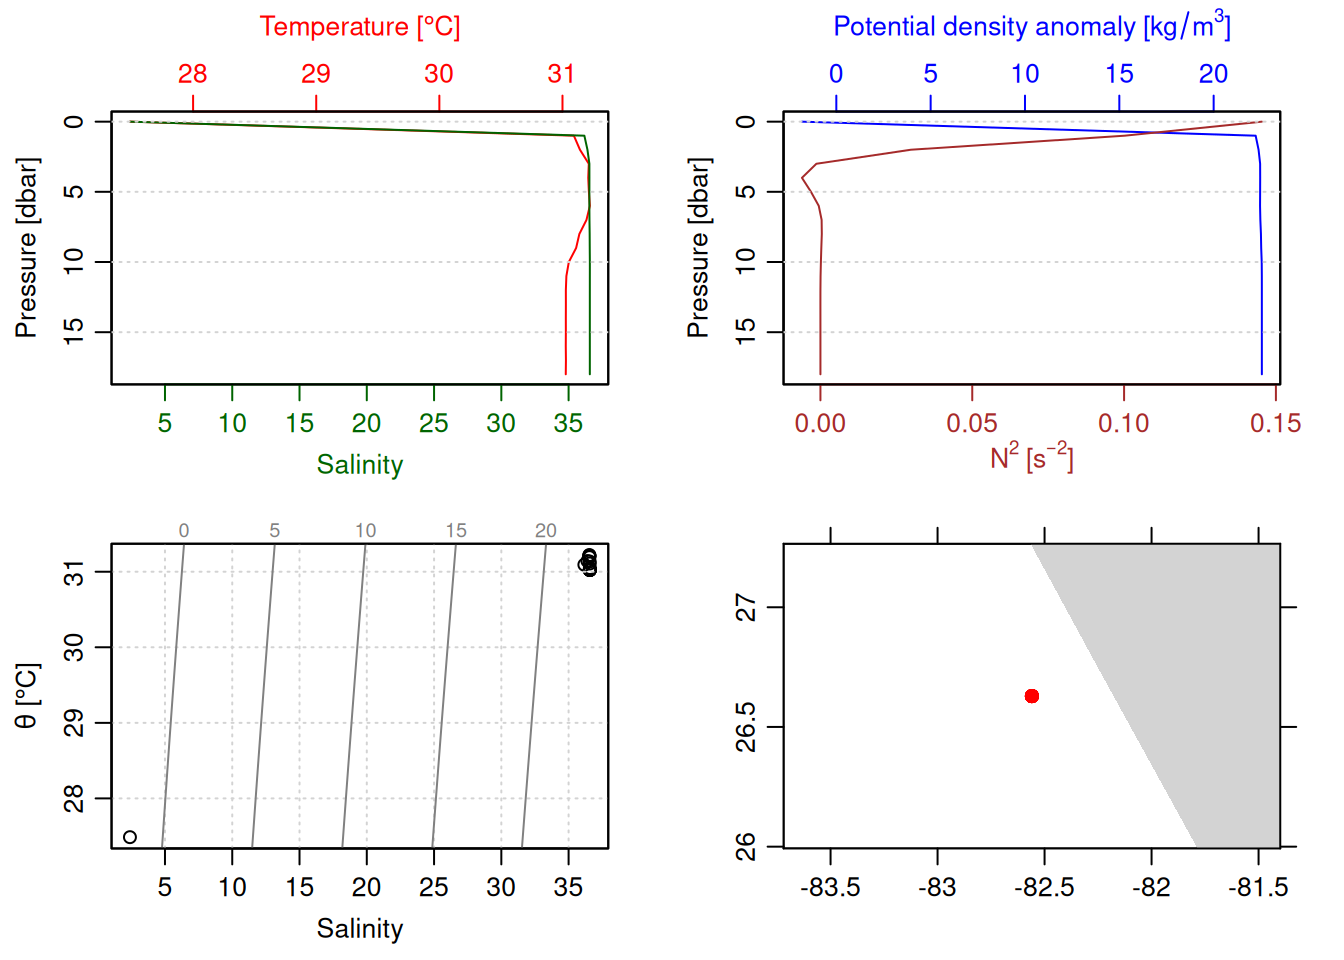 Temperature [°C]
28 29 30 31
Pressure [dbar]
0
5
10
15
5 10 15 20 25 30 35
Salinity
Potential density anomaly [kg/m³]
0 5 10 15 20
Pressure [dbar]
0
5
10
15
0.00 0.05 0.10 0.15
N² [s⁻²]
0 5 10 15 20
θ [°C]
31
30
29
28
5 10 15 20 25 30 35
Salinity
27
26.5
26
-83.5 -83 -82.5 -82 -81.5